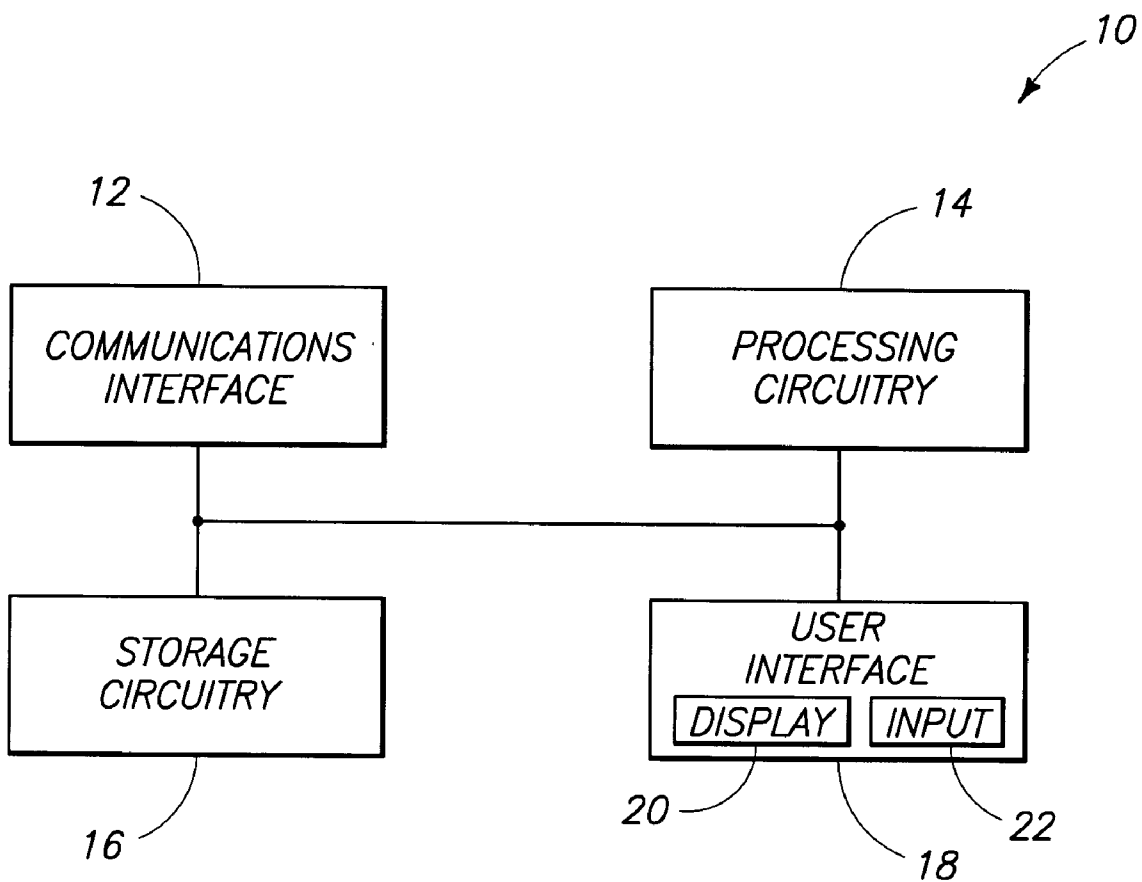 10
12
14
COMMUNICATIONS
INTERFACE
PROCESSING
CIRCUITRY
STORAGE
CIRCUITRY
USER
INTERFACE
DISPLAY
INPUT
20
22
16
18